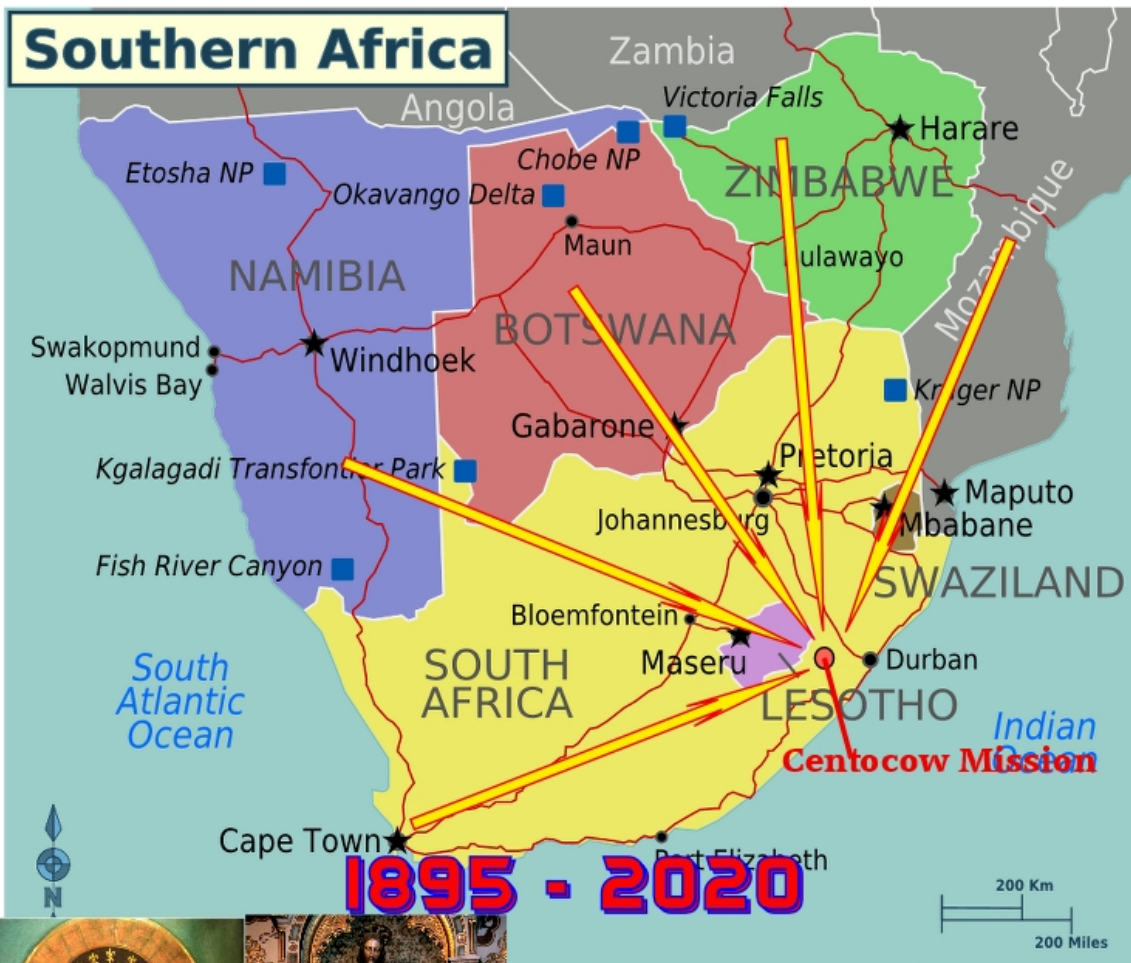 Southern Africa
Zambia
Angola
Victoria Falls
Harare
Chobe NP
Etosha NP
ZIMBABWE
Okavango Delta
Mozambique
Maun
ulawayo
NAMIBIA
BOTSWANA
Swakopmund
Windhoek
Walvis Bay
Kruger NP
Gabarone
Pretoria
Kgalagadi Transfontier Park
Maputo
Johannesburg
Mbabane
Fish River Canyon
SWAZILAND
Bloemfontein
Maseru
Durban
SOUTH
AFRICA
South
Atlantic
Ocean
LESOTHO
Indian
Ocean
Centocow Mission
Cape Town
Port Elizabeth
1895 - 2020
N
200 Km
200 Miles